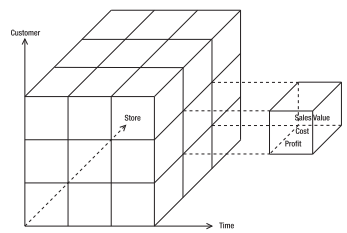 Customer
Store
Sales Value
Cost
Profit
Time